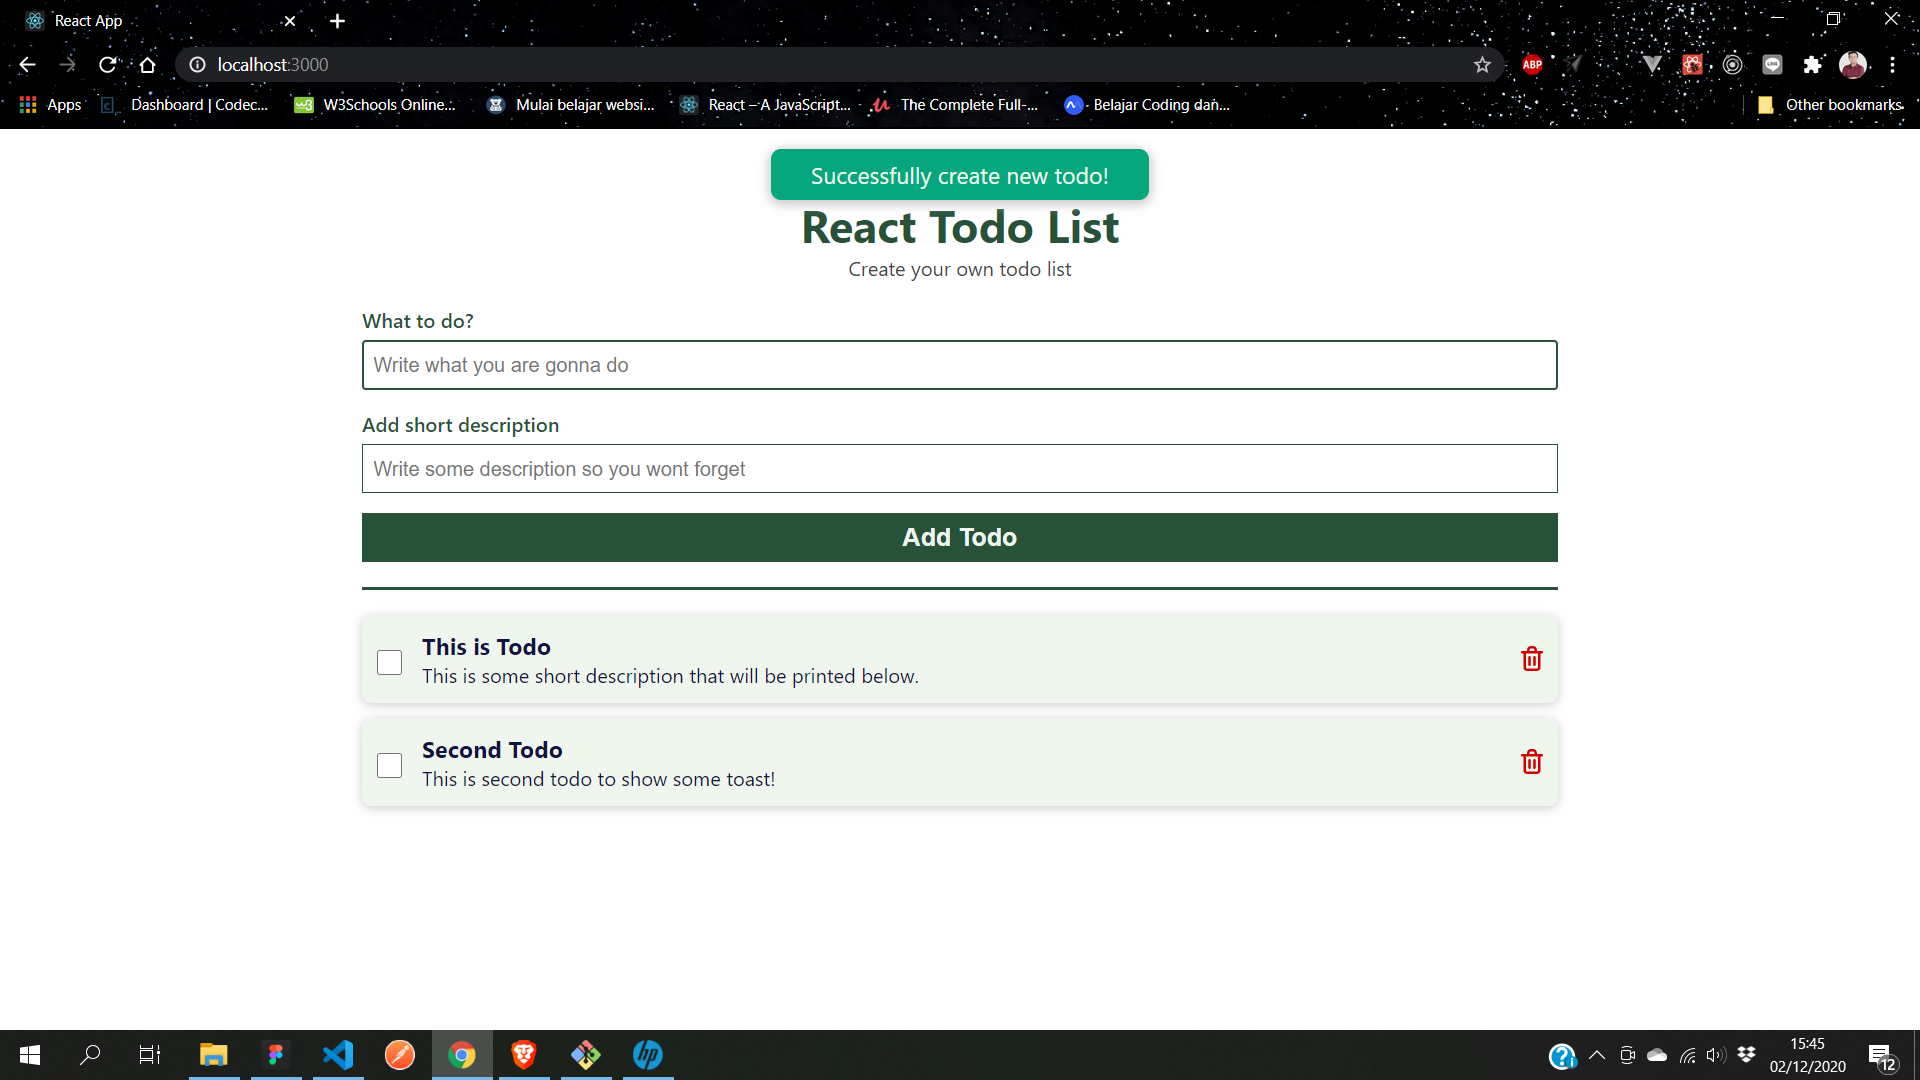 React App
localhost:3000
ABP
Apps
Dashboard | Codec...
W3Schools Online...
Mulai belajar websi...
React – A JavaScript...
The Complete Full-...
Belajar Coding dan...
Other bookmarks
Successfully create new todo!
React Todo List
Create your own todo list
What to do?
Write what you are gonna do
Add short description
Write some description so you wont forget
Add Todo
This is Todo
This is some short description that will be printed below.
Second Todo
This is second todo to show some toast!
hp
15:45
02/12/2020
12